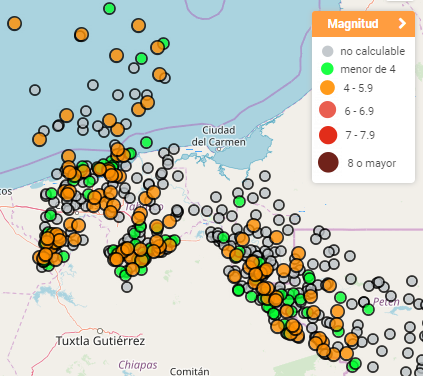 Magnitud
no calculable
menor de 4
4 - 5.9
6 - 6.9
7 - 7.9
8 o mayor
Ciudad
del Carmen
Tuxtla Gutiérrez
Chiapas
Comitán